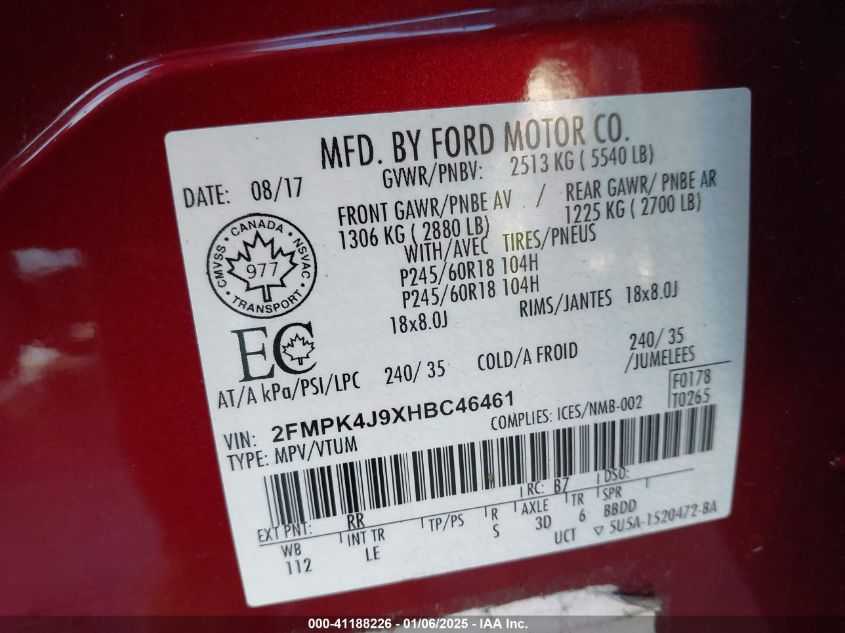 MFD. BY FORD MOTOR CO.
DATE: 08/17 GVWR/PNBV: 2513 KG ( 5540 LB)
FRONT GAWR/PNBE AV / REAR GAWR/ PNBE AR
1306 KG ( 2880 LB) 1225 KG ( 2700 LB)
WITH/AVEC TIRES/PNEUS
P245/60R18 104H
P245/60R18 104H
18x8.0J RIMS/JANTES 18x8.0J
CMVSS · CANADA · NSVAC
977
TRANSPORT
EC
AT/A kPa/PSI/LPC 240/ 35 COLD/A FROID 240/ 35
/JUMELEES
F0178
T0265
VIN: 2FMPK4J9XHBC46461 COMPLIES: ICES/NMB-002
TYPE: MPV/VTUM
RC: B7 DSO:
EXT PNT: RR
WB INT TR TP/PS R AXLE TR SPR
112 LE S 3D 6 BBDD
UCT ▽ 5U5A-1520472-BA
000-41188226 - 01/06/2025 - IAAI Inc.